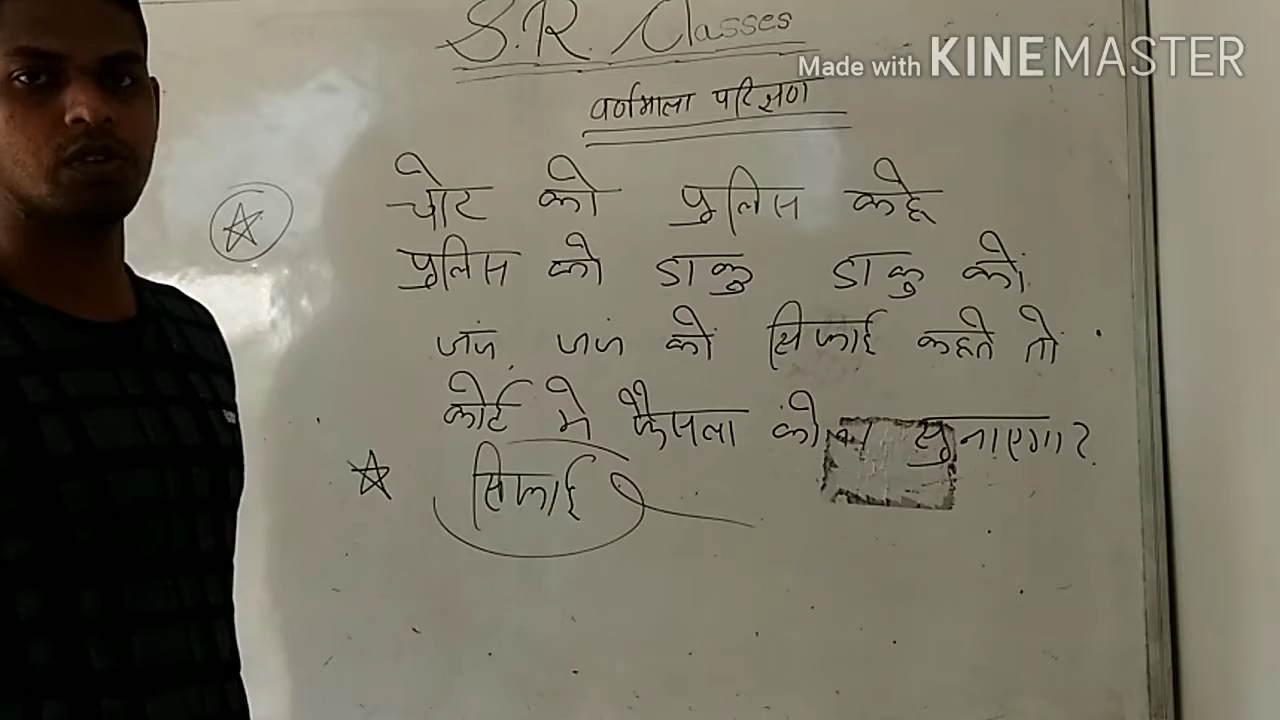 S.R. Classes
Made with KINEMASTER
वर्णमाला परिक्षण
चोर को पुलिस कहे
पुलिस को डाकु डाकु को
जज, जज को सिफाई कहते तो
कोर्ट मे फैसला कोन सुनाएगा?
सिफाई